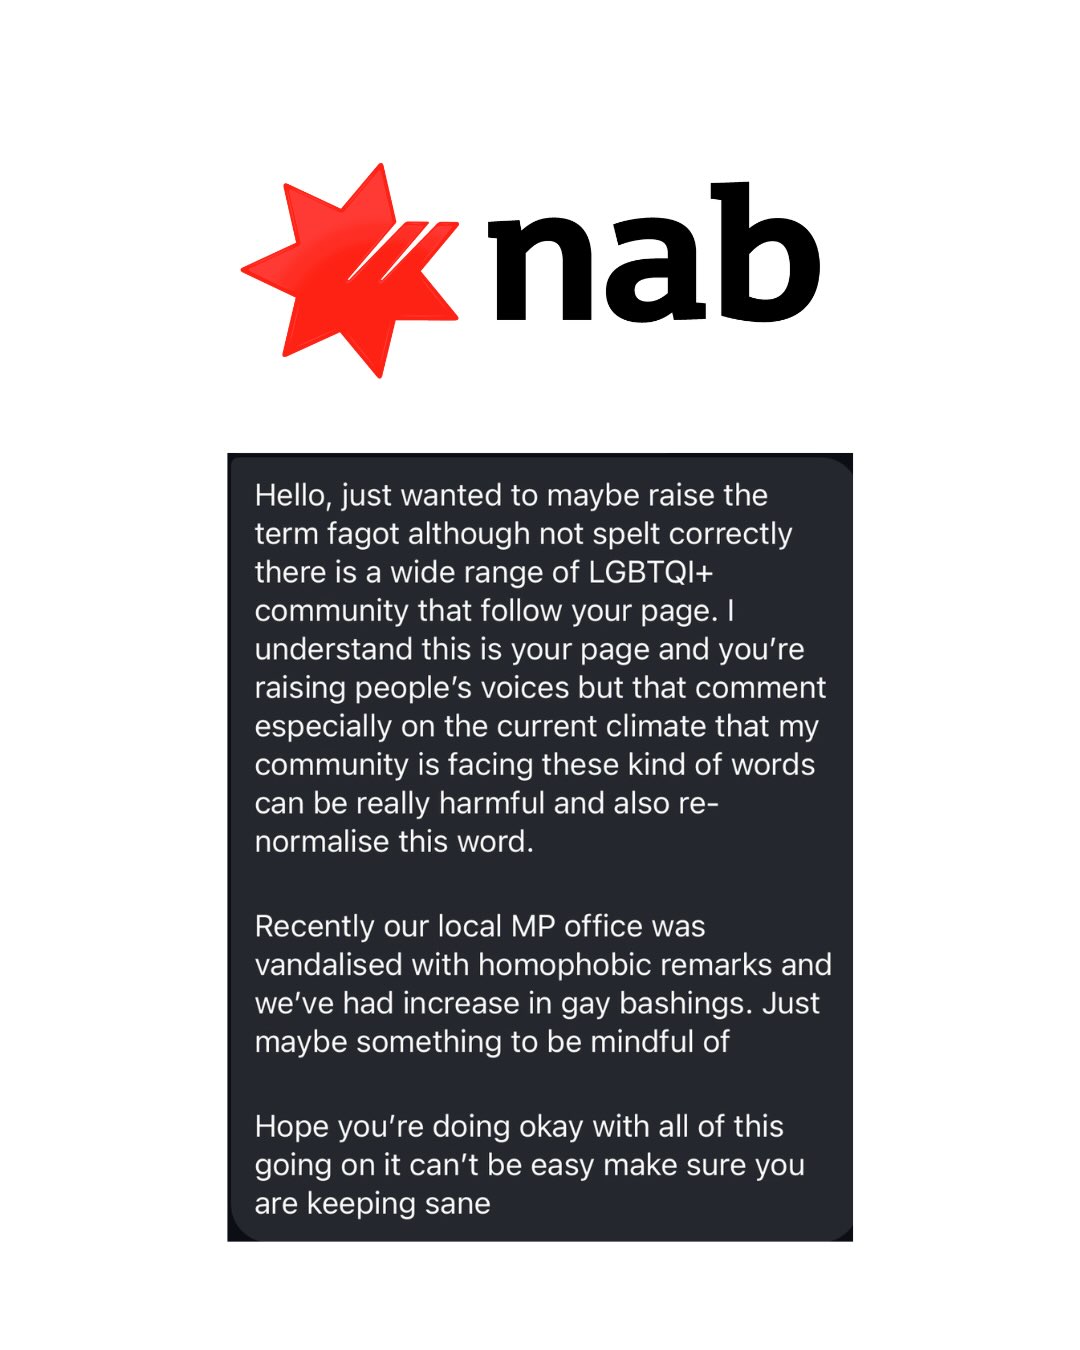 nab
Hello, just wanted to maybe raise the
term fagot although not spelt correctly
there is a wide range of LGBTQI+
community that follow your page. I
understand this is your page and you’re
raising people’s voices but that comment
especially on the current climate that my
community is facing these kind of words
can be really harmful and also re-
normalise this word.
Recently our local MP office was
vandalised with homophobic remarks and
we’ve had increase in gay bashings. Just
maybe something to be mindful of
Hope you’re doing okay with all of this
going on it can’t be easy make sure you
are keeping sane